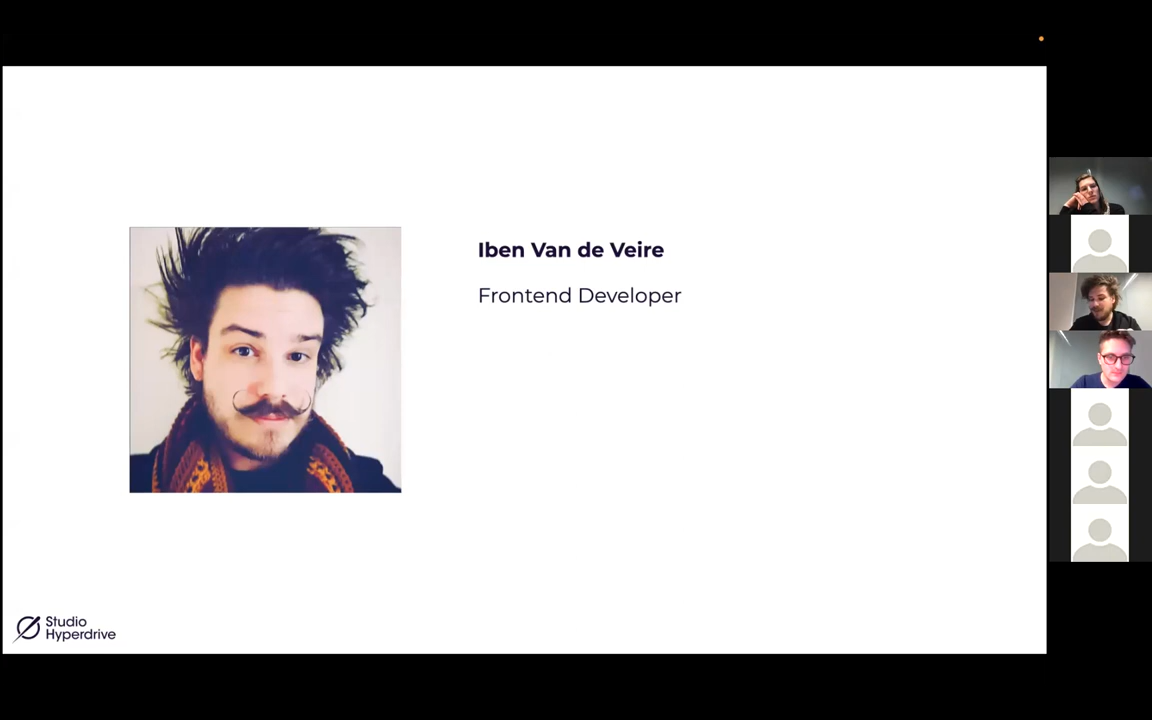 Iben Van de Veire
Frontend Developer
Studio
Hyperdrive